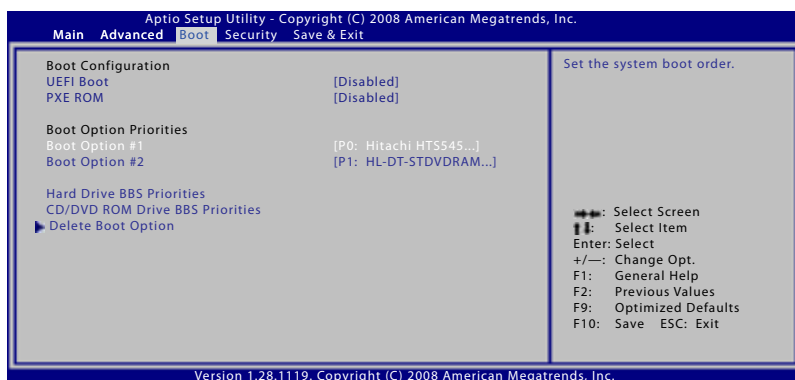 Aptio Setup Utility - Copyright (C) 2008 American Megatrends, Inc.
Main Advanced Boot Security Save & Exit
Boot Configuration
UEFI Boot [Disabled]
PXE ROM [Disabled]
Boot Option Priorities
Boot Option #1 [P0: Hitachi HTS545...]
Boot Option #2 [P1: HL-DT-STDVDRAM...]
Hard Drive BBS Priorities
CD/DVD ROM Drive BBS Priorities
Delete Boot Option
Set the system boot order.
→←: Select Screen
↑↓: Select Item
Enter: Select
+/—: Change Opt.
F1: General Help
F2: Previous Values
F9: Optimized Defaults
F10: Save ESC: Exit
Version 1.28.1119. Copyright (C) 2008 American Megatrends, Inc.